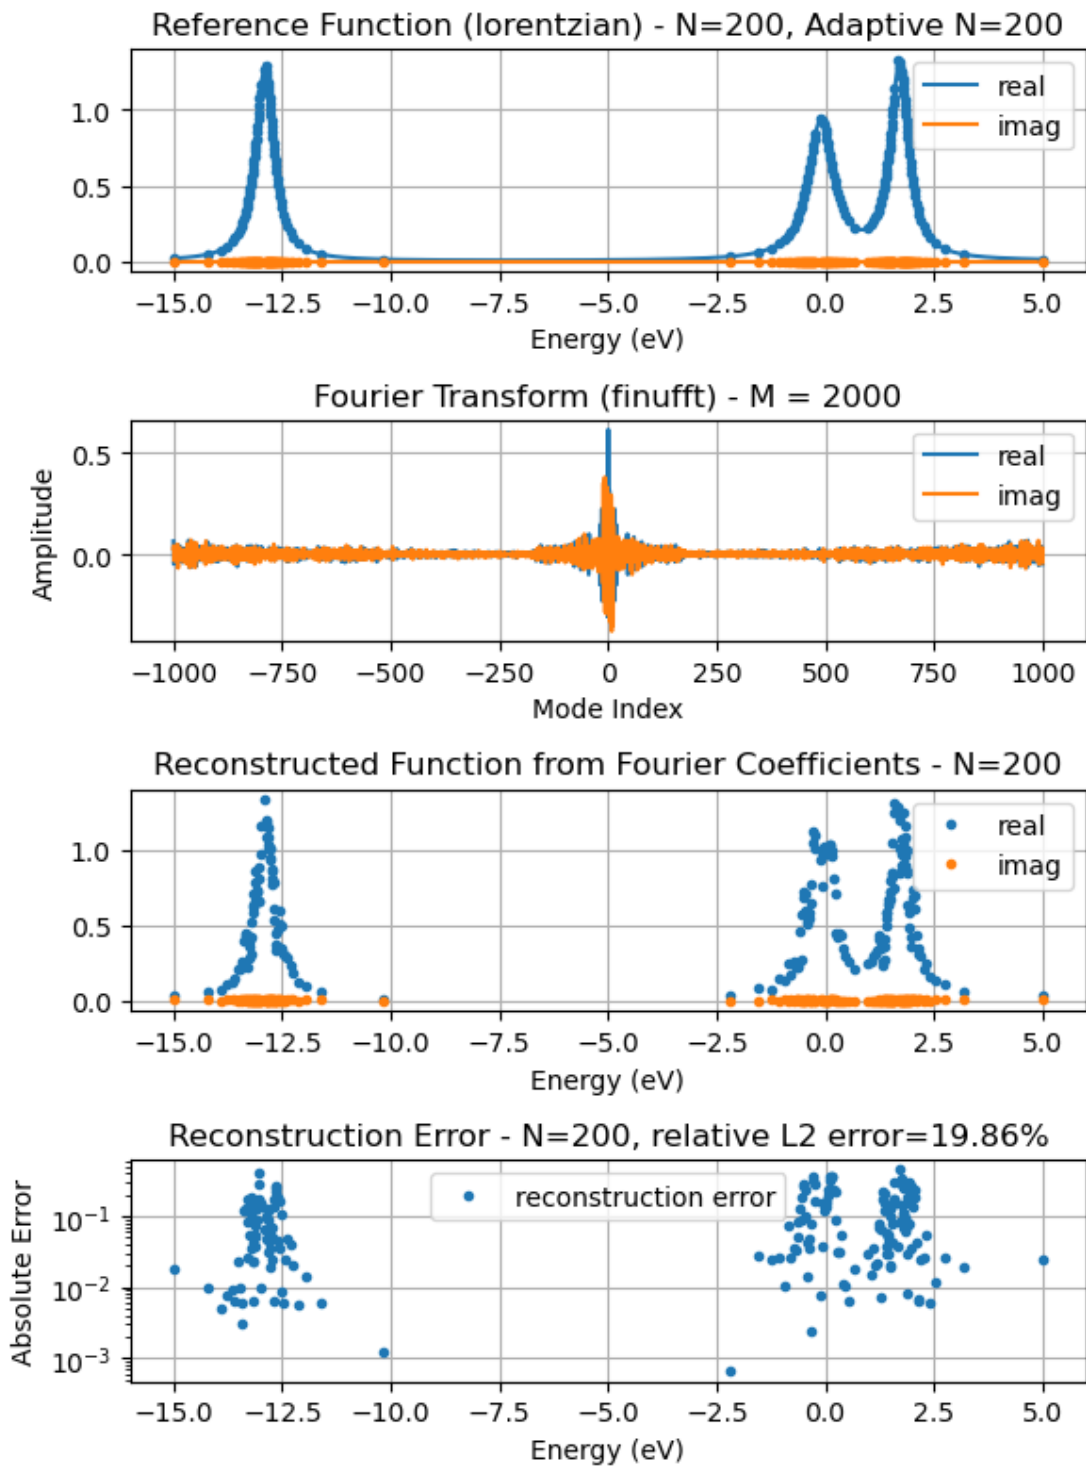 Reference Function (lorentzian) - N=200, Adaptive N=200
real
imag
1.0
0.5
0.0
−15.0 −12.5 −10.0 −7.5 −5.0 −2.5 0.0 2.5 5.0
Energy (eV)
Fourier Transform (finufft) - M = 2000
real
imag
0.5
0.0
Amplitude
−1000 −750 −500 −250 0 250 500 750 1000
Mode Index
Reconstructed Function from Fourier Coefficients - N=200
real
imag
1.0
0.5
0.0
−15.0 −12.5 −10.0 −7.5 −5.0 −2.5 0.0 2.5 5.0
Energy (eV)
Reconstruction Error - N=200, relative L2 error=19.86%
reconstruction error
10⁻¹
10⁻²
10⁻³
Absolute Error
−15.0 −12.5 −10.0 −7.5 −5.0 −2.5 0.0 2.5 5.0
Energy (eV)